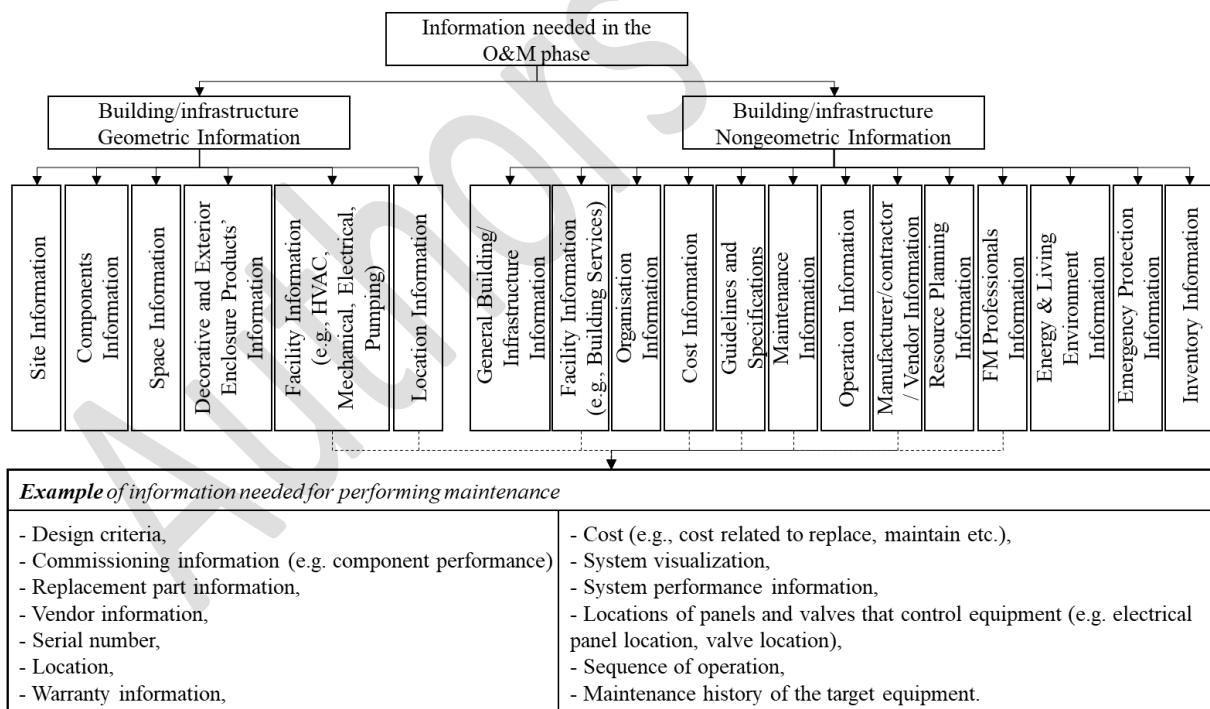 Information needed in the
O&M phase
Building/infrastructure
Geometric Information
Building/infrastructure
Nongeometric Information
Site Information
Components
Information
Space Information
Decorative and Exterior
Enclosure Products’
Information
Facility Information
(e.g., HVAC,
Mechanical, Electrical,
Pumping)
Location Information
General Building/
Infrastructure
Information
Facility Information
(e.g., Building Services)
Organisation
Information
Cost Information
Guidelines and
Specifications
Maintenance
Information
Operation Information
Manufacturer/contractor
/ Vendor Information
Resource Planning
Information
FM Professionals
Information
Energy & Living
Environment
Information
Emergency Protection
Information
Inventory Information
Example of information needed for performing maintenance
- Design criteria,
- Commissioning information (e.g. component performance)
- Replacement part information,
- Vendor information,
- Serial number,
- Location,
- Warranty information,
- Cost (e.g., cost related to replace, maintain etc.),
- System visualization,
- System performance information,
- Locations of panels and valves that control equipment (e.g. electrical
panel location, valve location),
- Sequence of operation,
- Maintenance history of the target equipment.
Authors